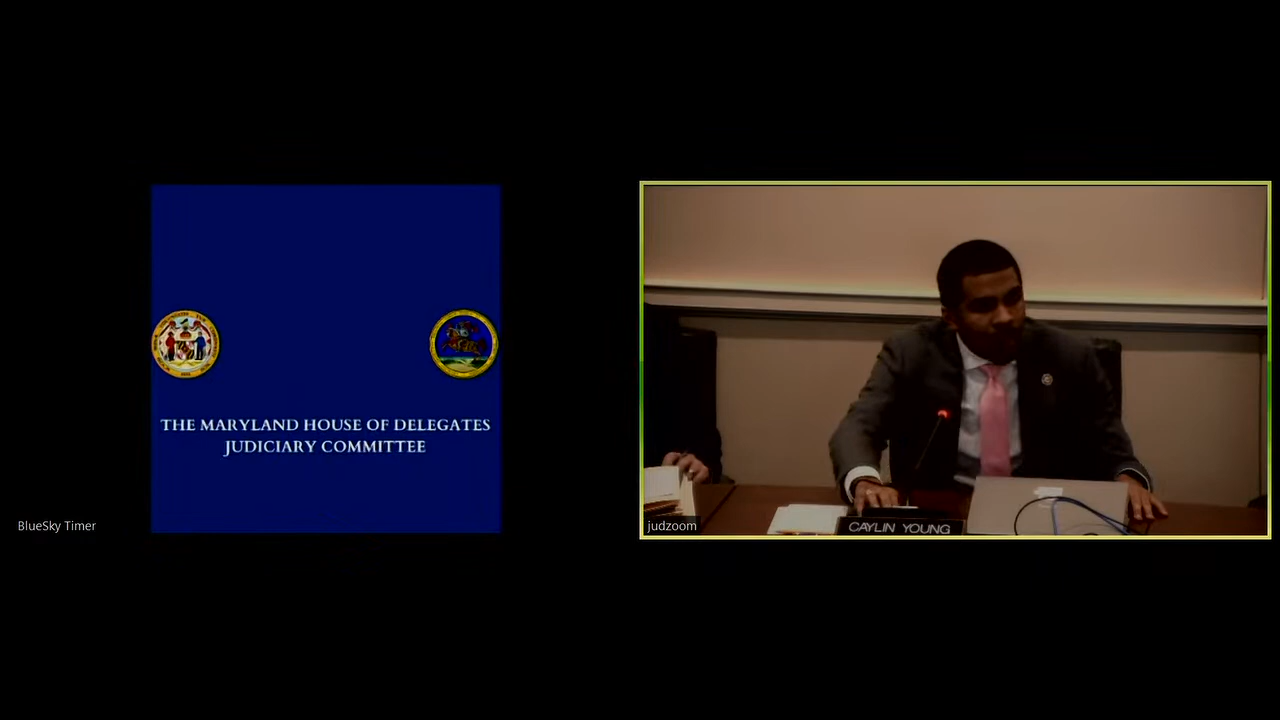 THE MARYLAND HOUSE OF DELEGATES
JUDICIARY COMMITTEE
BlueSky Timer
judzoom
CAYLIN YOUNG